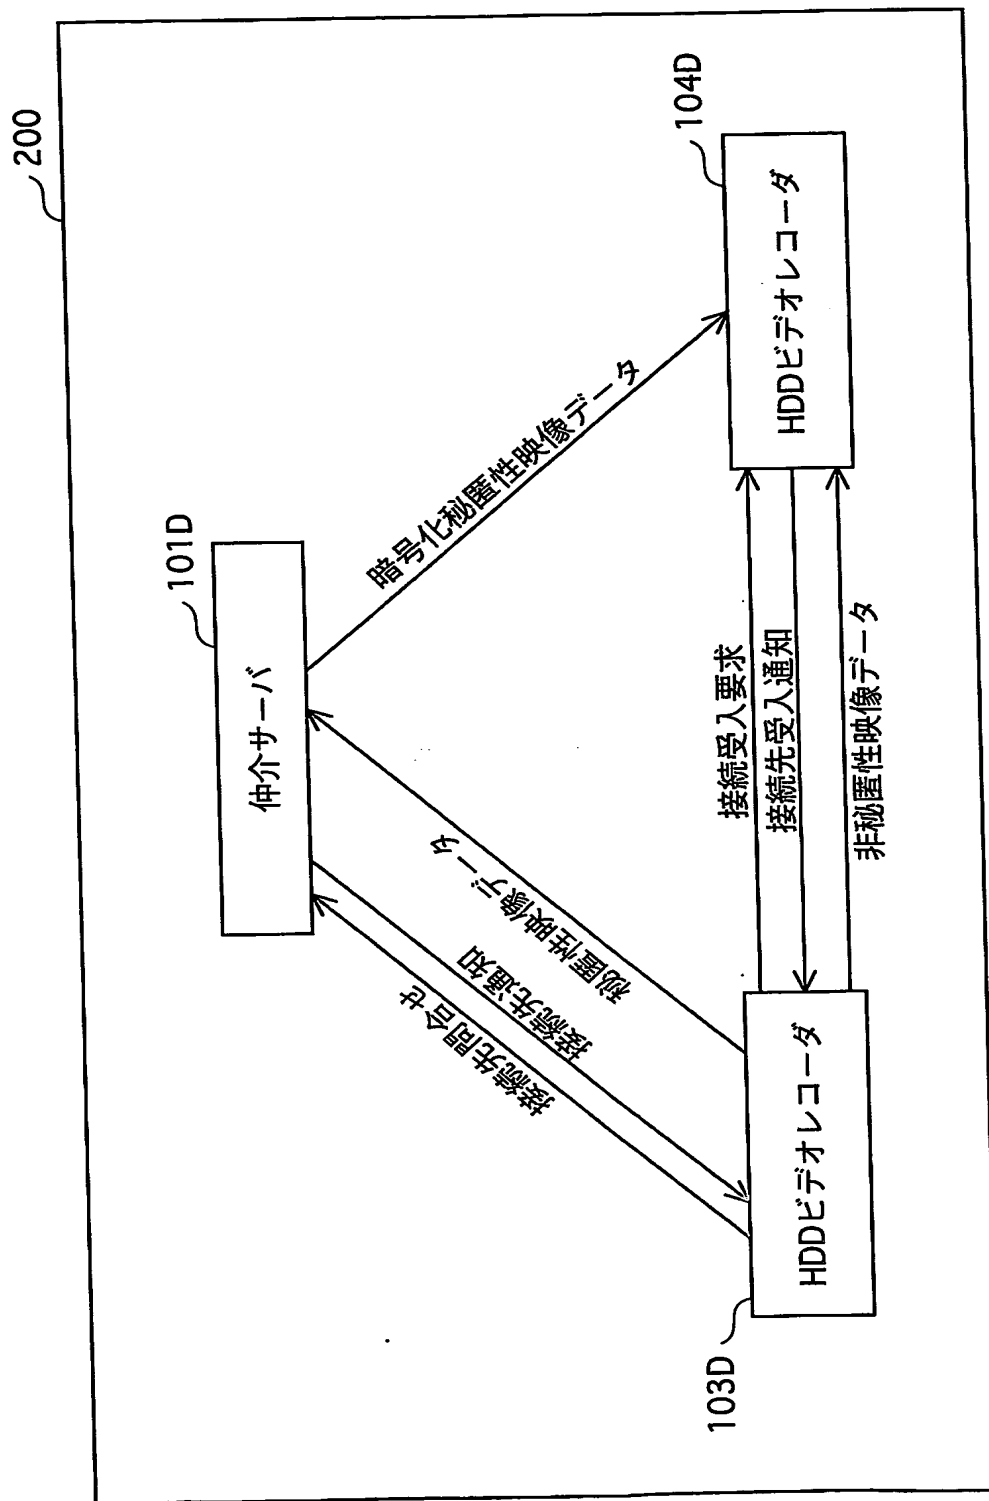 200
101D
仲介サーバ
接続先問合せ
接続先通知
秘匿性映像データ
暗号化秘匿性映像データ
103D
HDDビデオレコーダ
接続受入要求
接続先受入通知
非秘匿性映像データ
104D
HDDビデオレコーダ